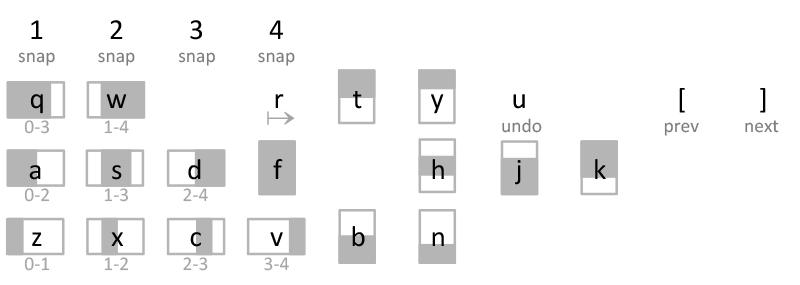 1 2 3 4
snap snap snap snap
q w r t y u [ ]
0-3 1-4 undo prev next
a s d f h j k
0-2 1-3 2-4
z x c v b n
0-1 1-2 2-3 3-4